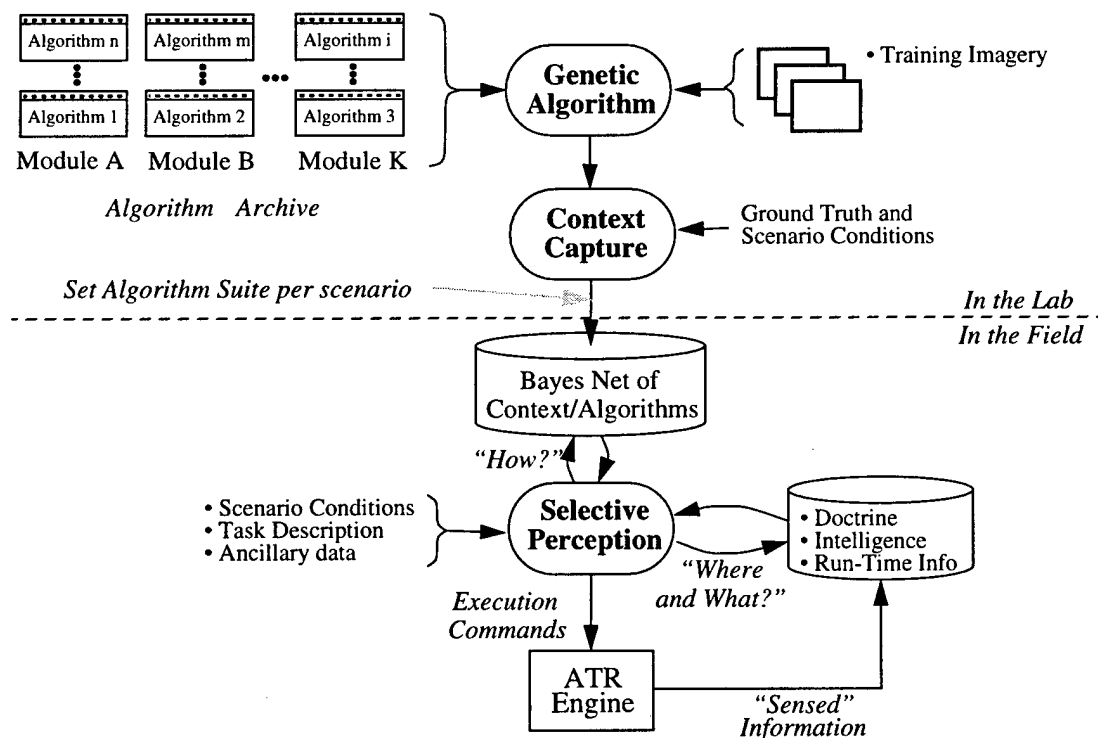 Algorithm n
Algorithm m
Algorithm i
Algorithm 1
Algorithm 2
Algorithm 3
Module A
Module B
Module K
Algorithm Archive
Genetic
Algorithm
• Training Imagery
Context
Capture
Ground Truth and
Scenario Conditions
Set Algorithm Suite per scenario
In the Lab
In the Field
Bayes Net of
Context/Algorithms
“How?”
• Scenario Conditions
• Task Description
• Ancillary data
Selective
Perception
• Doctrine
• Intelligence
• Run-Time Info
“Where
and What?”
Execution
Commands
ATR
Engine
“Sensed”
Information